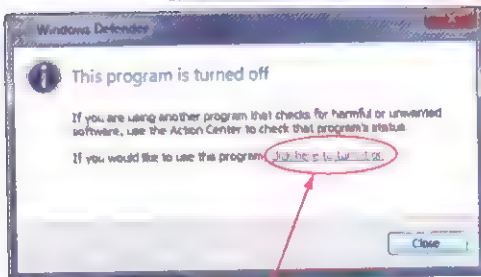 Windows Defender
This program is turned off
If you are using another program that checks for harmful or unwanted
software, use the Action Center to check that program's status.
If you would like to use this program, click here to turn it on.
Close